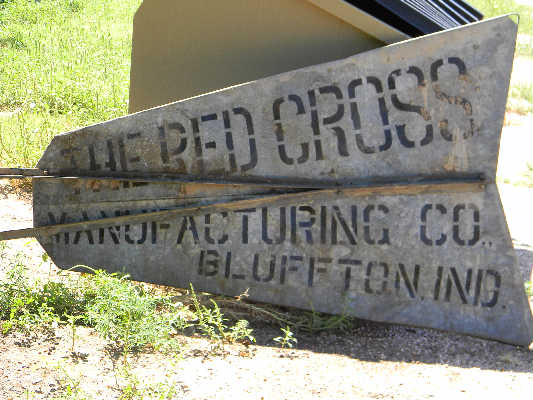 THE RED CROSS
MANUFACTURING CO.,
BLUFFTON, IND.